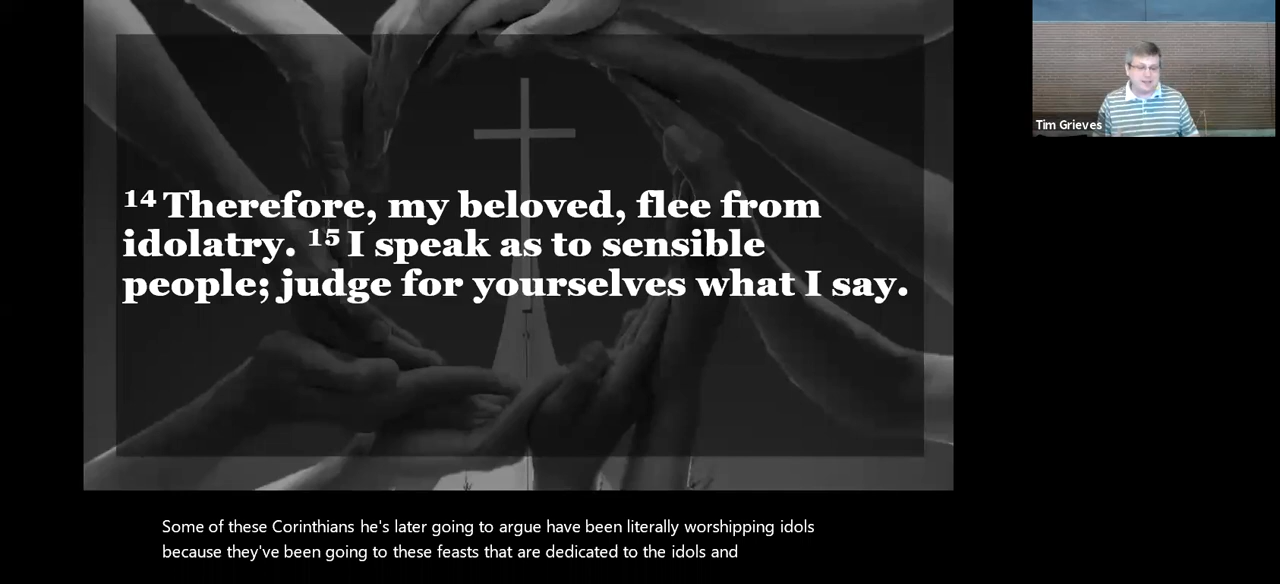 ¹⁴ Therefore, my beloved, flee from
idolatry. ¹⁵ I speak as to sensible
people; judge for yourselves what I say.
Tim Grieves
Some of these Corinthians he's later going to argue have been literally worshipping idols
because they've been going to these feasts that are dedicated to the idols and